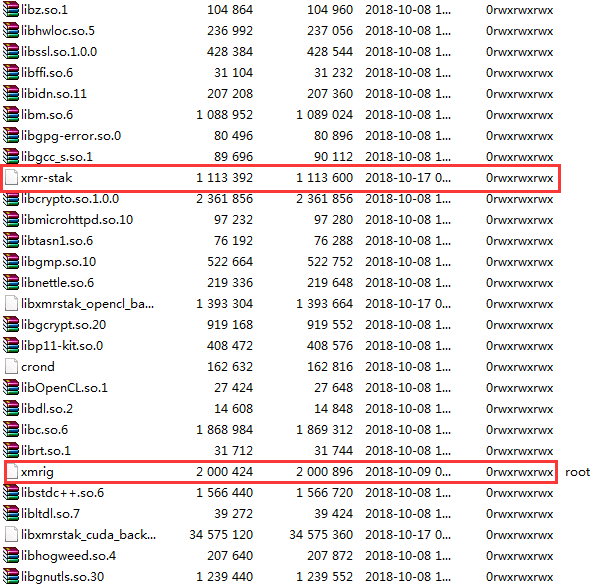 libz.so.1 104 864 104 960 2018-10-08 1... 0rwxrwxrwx
libhwloc.so.5 236 992 237 056 2018-10-08 1... 0rwxrwxrwx
libssl.so.1.0.0 428 384 428 544 2018-10-08 1... 0rwxrwxrwx
libffi.so.6 31 104 31 232 2018-10-08 1... 0rwxrwxrwx
libidn.so.11 207 208 207 360 2018-10-08 1... 0rwxrwxrwx
libm.so.6 1 088 952 1 089 024 2018-10-08 1... 0rwxrwxrwx
libgpg-error.so.0 80 496 80 896 2018-10-08 1... 0rwxrwxrwx
libgcc_s.so.1 89 696 90 112 2018-10-08 1... 0rwxrwxrwx
xmr-stak 1 113 392 1 113 600 2018-10-17 0... 0rwxrwxrwx
libcrypto.so.1.0.0 2 361 856 2 361 856 2018-10-08 1... 0rwxrwxrwx
libmicrohttpd.so.10 97 232 97 280 2018-10-08 1... 0rwxrwxrwx
libtasn1.so.6 76 192 76 288 2018-10-08 1... 0rwxrwxrwx
libgmp.so.10 522 664 522 752 2018-10-08 1... 0rwxrwxrwx
libnettle.so.6 219 336 219 648 2018-10-08 1... 0rwxrwxrwx
libxmrstak_opencl_ba... 1 393 304 1 393 664 2018-10-17 0... 0rwxrwxrwx
libgcrypt.so.20 919 168 919 552 2018-10-08 1... 0rwxrwxrwx
libp11-kit.so.0 408 472 408 576 2018-10-08 1... 0rwxrwxrwx
crond 162 632 162 816 2018-10-08 1... 0rwxrwxrwx
libOpenCL.so.1 27 424 27 648 2018-10-08 1... 0rwxrwxrwx
libdl.so.2 14 608 14 848 2018-10-08 1... 0rwxrwxrwx
libc.so.6 1 868 984 1 869 312 2018-10-08 1... 0rwxrwxrwx
librt.so.1 31 712 31 744 2018-10-08 1... 0rwxrwxrwx
xmrig 2 000 424 2 000 896 2018-10-09 0... 0rwxrwxrwx root
libstdc++.so.6 1 566 440 1 566 720 2018-10-08 1... 0rwxrwxrwx
libltdl.so.7 39 272 39 424 2018-10-08 1... 0rwxrwxrwx
libxmrstak_cuda_back... 34 575 120 34 575 360 2018-10-17 0... 0rwxrwxrwx
libhogweed.so.4 207 640 207 872 2018-10-08 1... 0rwxrwxrwx
libgnutls.so.30 1 239 440 1 239 552 2018-10-08 1... 0rwxrwxrwx